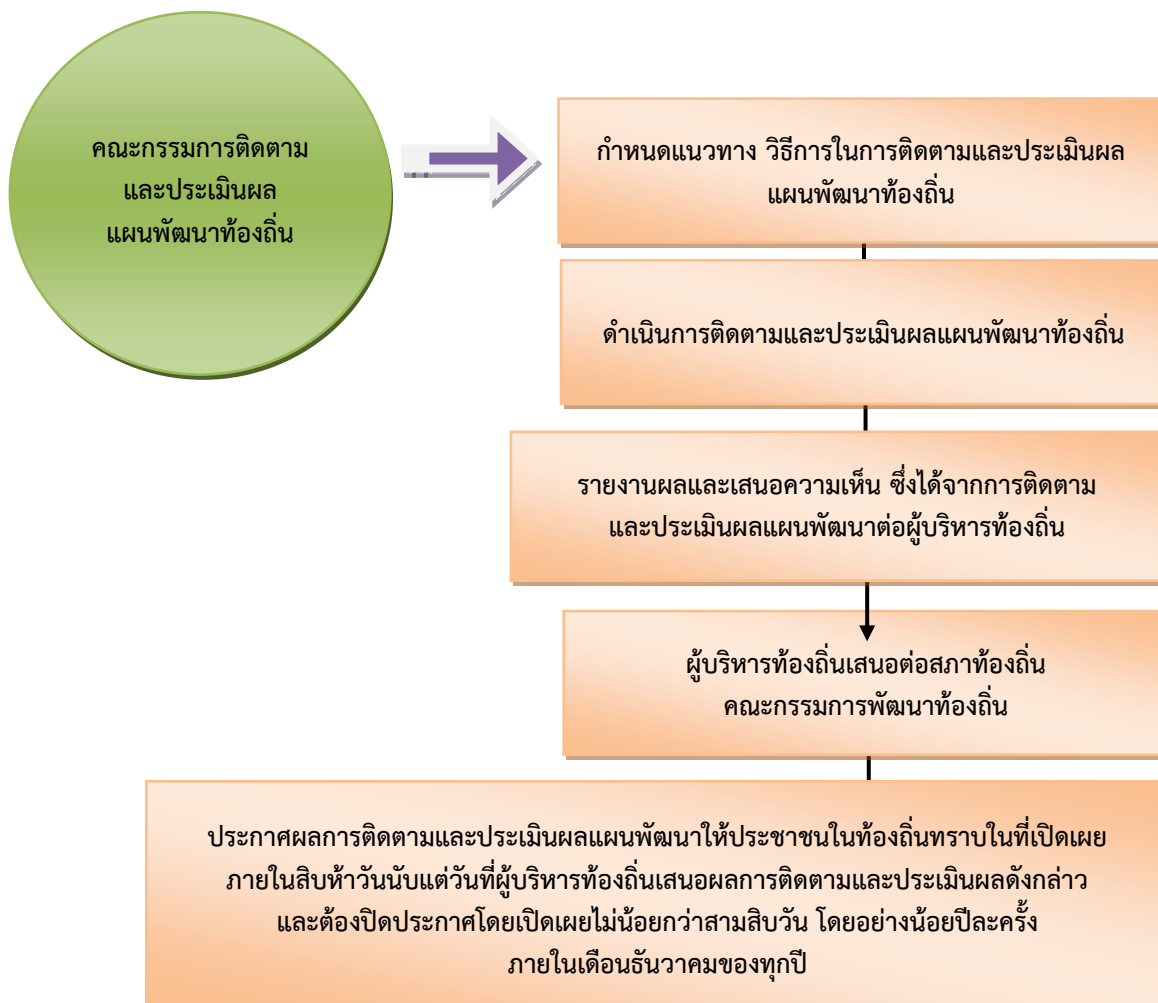 คณะกรรมการติดตาม
และประเมินผล
แผนพัฒนาท้องถิ่น
กำหนดแนวทาง วิธีการในการติดตามและประเมินผล
แผนพัฒนาท้องถิ่น
ดำเนินการติดตามและประเมินผลแผนพัฒนาท้องถิ่น
รายงานผลและเสนอความเห็น ซึ่งได้จากการติดตาม
และประเมินผลแผนพัฒนาต่อผู้บริหารท้องถิ่น
ผู้บริหารท้องถิ่นเสนอต่อสภาท้องถิ่น
คณะกรรมการพัฒนาท้องถิ่น
ประกาศผลการติดตามและประเมินผลแผนพัฒนาให้ประชาชนในท้องถิ่นทราบในที่เปิดเผย
ภายในสิบห้าวันนับแต่วันที่ผู้บริหารท้องถิ่นเสนอผลการติดตามและประเมินผลดังกล่าว
และต้องปิดประกาศโดยเปิดเผยไม่น้อยกว่าสามสิบวัน โดยอย่างน้อยปีละครั้ง
ภายในเดือนธันวาคมของทุกปี